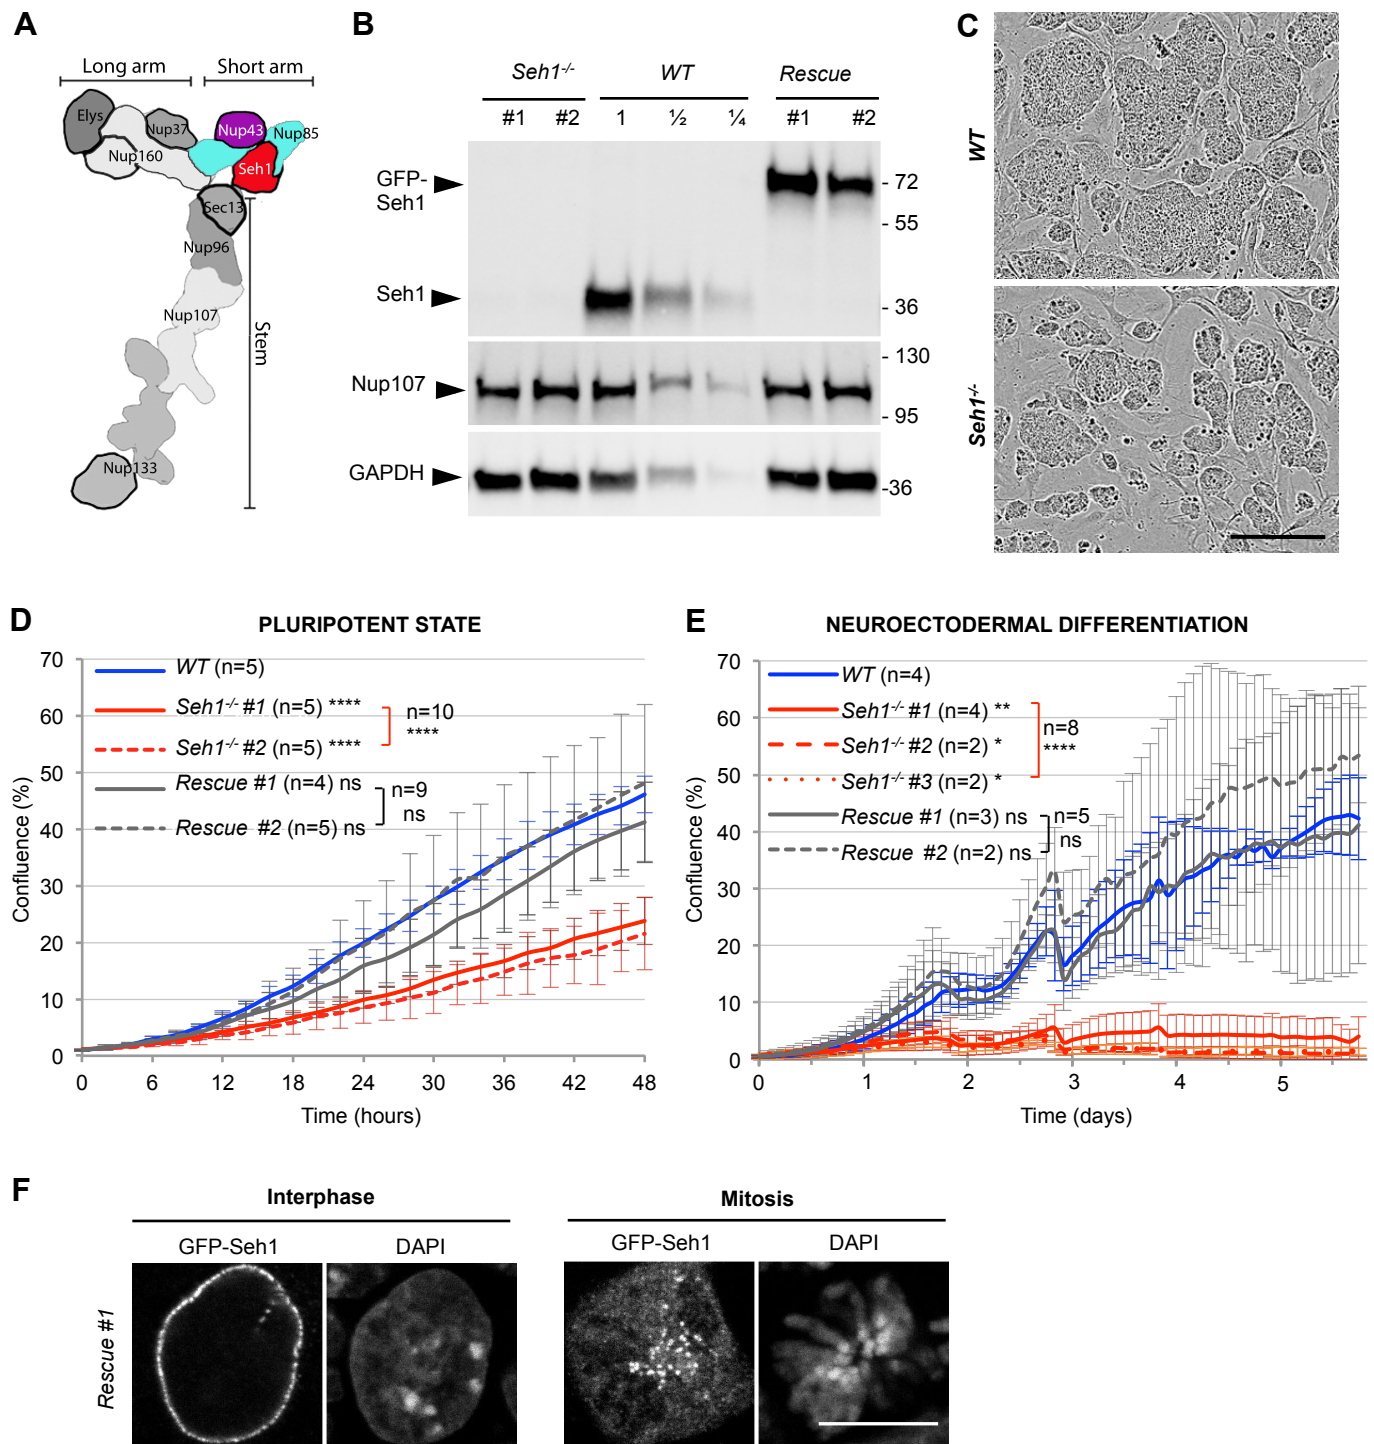 A
Long arm
Short arm
Elys
Nup37
Nup43
Nup85
Nup160
Seh1
Sec13
Nup96
Nup107
Stem
Nup133
B
Seh1-/-
WT
Rescue
#1 #2 1 ½ ¼ #1 #2
GFP-
Seh1
- 72
- 55
Seh1
- 36
- 130
Nup107
- 95
GAPDH
-36
C
WT
Seh1-/-
D
PLURIPOTENT STATE
WT (n=5)
Seh1-/- #1 (n=5) ****
Seh1-/- #2 (n=5) ****
n=10
****
Rescue #1 (n=4) ns
Rescue #2 (n=5) ns
n=9
ns
Confluence (%)
70
60
50
40
30
20
10
0
0 6 12 18 24 30 36 42 48
Time (hours)
E
NEUROECTODERMAL DIFFERENTIATION
WT (n=4)
Seh1-/- #1 (n=4) **
Seh1-/- #2 (n=2) *
Seh1-/- #3 (n=2) *
n=8
****
Rescue #1 (n=3) ns
Rescue #2 (n=2) ns
n=5
ns
Confluence (%)
70
60
50
40
30
20
10
0
0 1 2 3 4 5
Time (days)
F
Interphase
Mitosis
GFP-Seh1
DAPI
GFP-Seh1
DAPI
Rescue #1